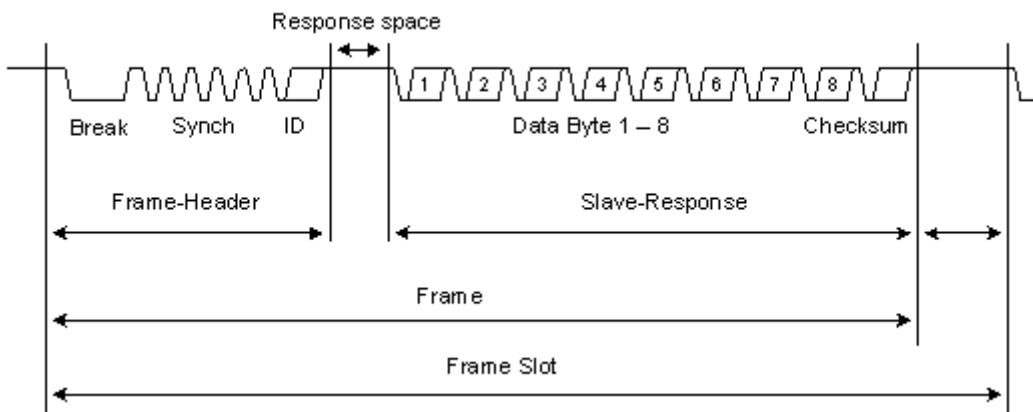 Response space
1 2 3 4 5 6 7 8
Break Synch ID Data Byte 1 – 8 Checksum
Frame-Header Slave-Response
Frame
Frame Slot